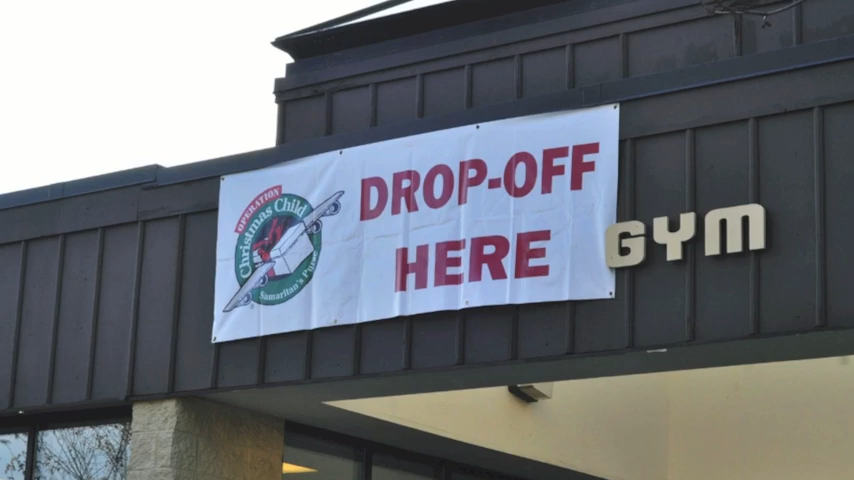 OPERATION
Christmas Child
Samaritan's Purse
DROP-OFF
HERE
GYM